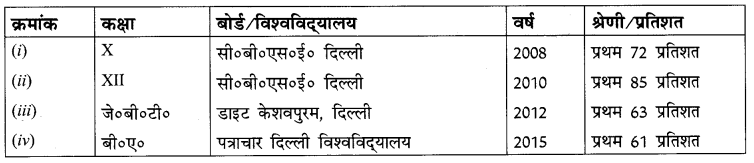 क्रमांक कक्षा बोर्ड/विश्वविद्यालय वर्ष श्रेणी/प्रतिशत
(i) X सी०बी०एस०ई० दिल्ली 2008 प्रथम 72 प्रतिशत
(ii) XII सी०बी०एस०ई० दिल्ली 2010 प्रथम 85 प्रतिशत
(iii) जे०बी०टी० डाइट केशवपुरम, दिल्ली 2012 प्रथम 63 प्रतिशत
(iv) बी०ए० पत्राचार दिल्ली विश्वविद्यालय 2015 प्रथम 61 प्रतिशत